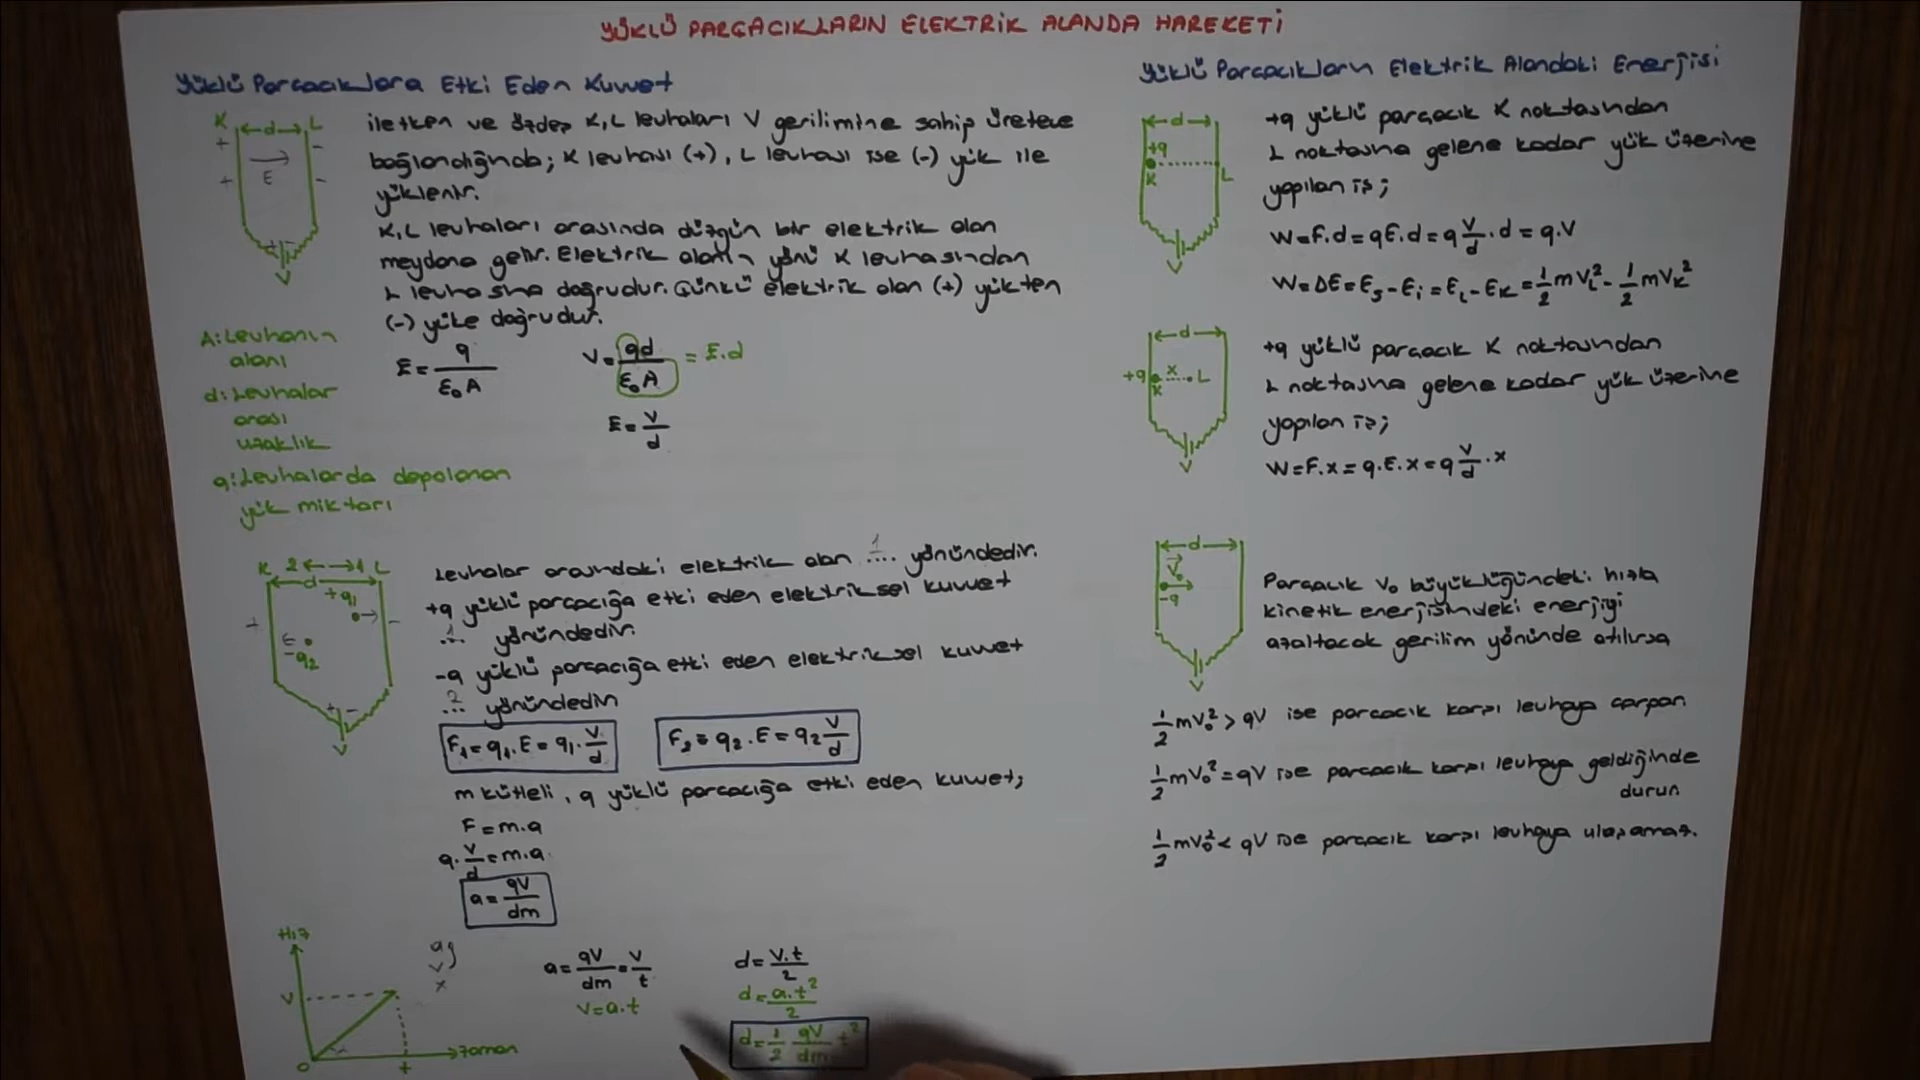 YÜKLÜ PARÇACIKLARIN ELEKTRİK ALANDA HAREKETİ
Yüklü Parçacıklara Etki Eden Kuvvet
K d L
+ -
E
+ -
+ -
V
iletken ve özdeş K,L levhaları V gerilimine sahip üretece
bağlandığında; K levhası (+), L levhası ise (-) yük ile
yüklenir.
K,L levhaları arasında düzgün bir elektrik alan
meydana gelir. Elektrik alanın yönü K levhasından
L levhasına doğrudur. Çünkü elektrik alan (+) yükten
(-) yüke doğrudur.
A: Levhanın
alanı
d: Levhalar
arası
uzaklık
q: Levhalarda depolanan
yük miktarı
E = q / ε₀A
V = qd / ε₀A = E.d
E = V/d
K 2 ← → 1 L
d
+q₁
+ -
-q₂
+ -
V
Levhalar arasındaki elektrik alan ..1.. yönündedir.
+q yüklü parçacığa etki eden elektriksel kuvvet
..1.. yönündedir.
-q yüklü parçacığa etki eden elektriksel kuvvet
..2.. yönündedir
F₁ = q₁.E = q₁.V/d
F₂ = q₂.E = q₂ V/d
m kütleli, q yüklü parçacığa etki eden kuvvet;
F = m.a
q.V/d = m.a
a = qV/dm
Hız
V
0 t zaman
a
v
x
a = qV/dm = V/t
V = a.t
d = V.t/2
d = a.t²/2
d = 1/2 qV/dm t²
Yüklü Parçacıkların Elektrik Alandaki Enerjisi
d
+q
K L
V
+q yüklü parçacık K noktasından
L noktasına gelene kadar yük üzerine
yapılan iş;
W = F.d = qE.d = q V/d . d = q.V
W = ΔE = Es - Ei = EL - EK = 1/2 mVL² - 1/2 mVK²
d
+q x L
K
V
+q yüklü parçacık K noktasından
L noktasına gelene kadar yük üzerine
yapılan iş;
W = F.x = q.E.x = q V/d . x
d
V₀
-q
V
Parçacık V₀ büyüklüğündeki hızla
kinetik enerjisindeki enerjiyi
azaltacak gerilim yönünde atılırsa
1/2 mV₀² > qV ise parçacık karşı levhaya çarpar
1/2 mV₀² = qV ise parçacık karşı levhaya geldiğinde
durur
1/2 mV₀² < qV ise parçacık karşı levhaya ulaşamaz.